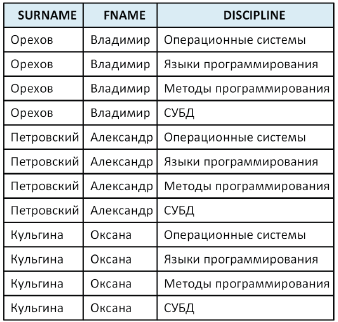 SURNAME FNAME DISCIPLINE
Орехов Владимир Операционные системы
Орехов Владимир Языки программирования
Орехов Владимир Методы программирования
Орехов Владимир СУБД
Петровский Александр Операционные системы
Петровский Александр Языки программирования
Петровский Александр Методы программирования
Петровский Александр СУБД
Кульгина Оксана Операционные системы
Кульгина Оксана Языки программирования
Кульгина Оксана Методы программирования
Кульгина Оксана СУБД